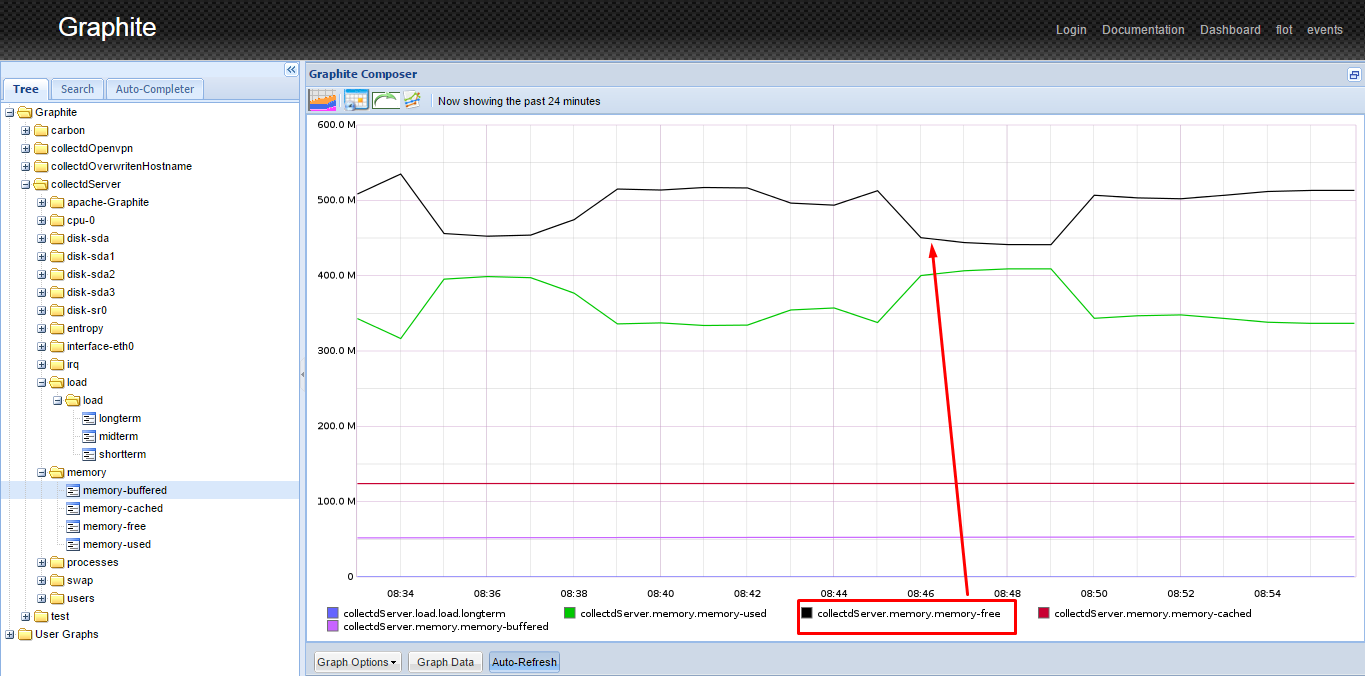 Graphite
Login Documentation Dashboard flot events
Tree Search Auto-Completer
Graphite
carbon
collectdOpenvpn
collectdOverwritenHostname
collectdServer
apache-Graphite
cpu-0
disk-sda
disk-sda1
disk-sda2
disk-sda3
disk-sr0
entropy
interface-eth0
irq
load
load
longterm
midterm
shortterm
memory
memory-buffered
memory-cached
memory-free
memory-used
processes
swap
users
test
User Graphs
Graphite Composer
Now showing the past 24 minutes
600.0 M
500.0 M
400.0 M
300.0 M
200.0 M
100.0 M
0
08:34 08:36 08:38 08:40 08:42 08:44 08:46 08:48 08:50 08:52 08:54
collectdServer.load.load.longterm collectdServer.memory.memory-used collectdServer.memory.memory-free collectdServer.memory.memory-cached
collectdServer.memory.memory-buffered
Graph Options Graph Data Auto-Refresh